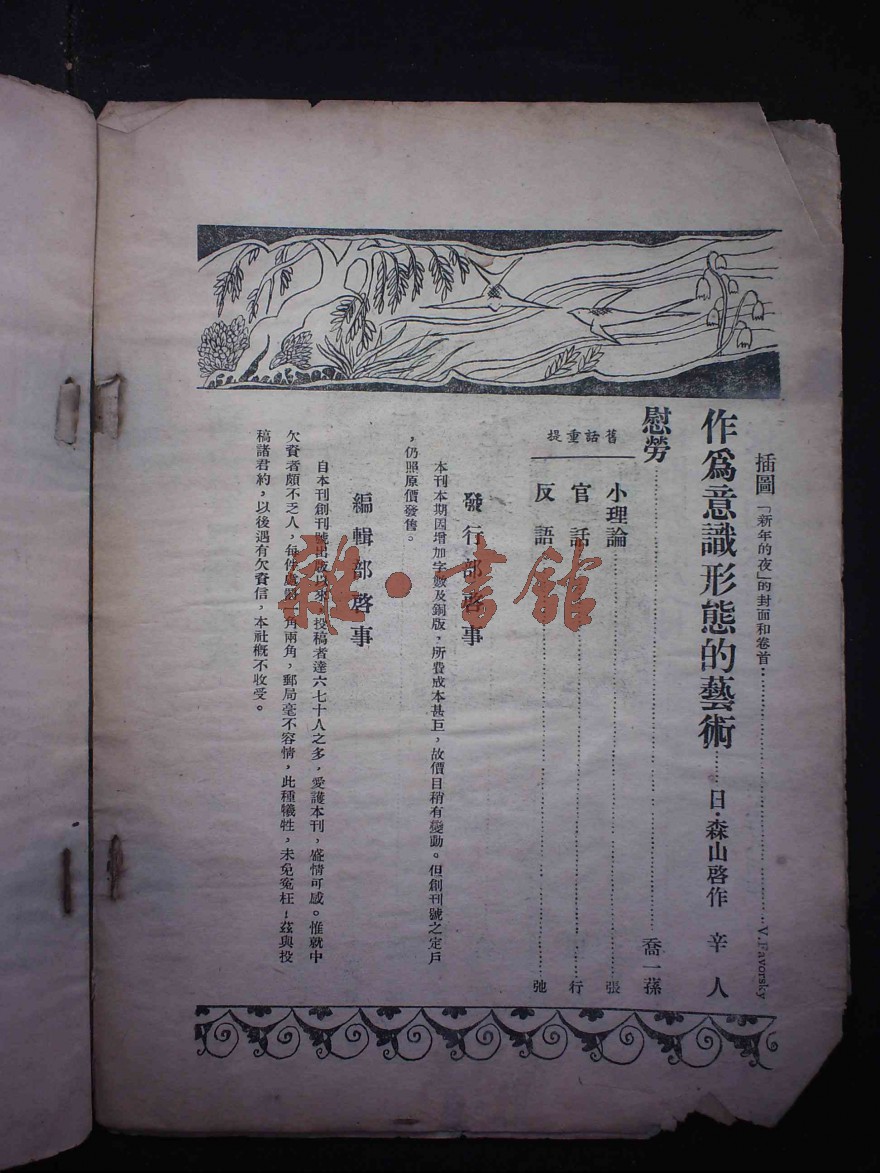 插圖「新年的夜」的封面和卷首……V. Favorsky
作爲意識形態的藝術……日·森山啓作 辛人
慰勞……喬一蓀
舊話重提
小理論……張
官話……行
反語……弛
發行部啓事
本刊本期因增加字數及銅版，所費成本甚巨，故價目稍有變動。但創刊號之定戶
，仍照原價發售。
編輯部啓事
自本刊創刊號出版以來，投稿者達六七十人之多，愛護本刊，盛情可感。惟就中
欠資者頗不乏人，每件處罰一角兩角，郵局毫不容情，此種犧牲，未免冤枉！茲與投
稿諸君約，以後遇有欠資信，本社概不收受。
雜·書館